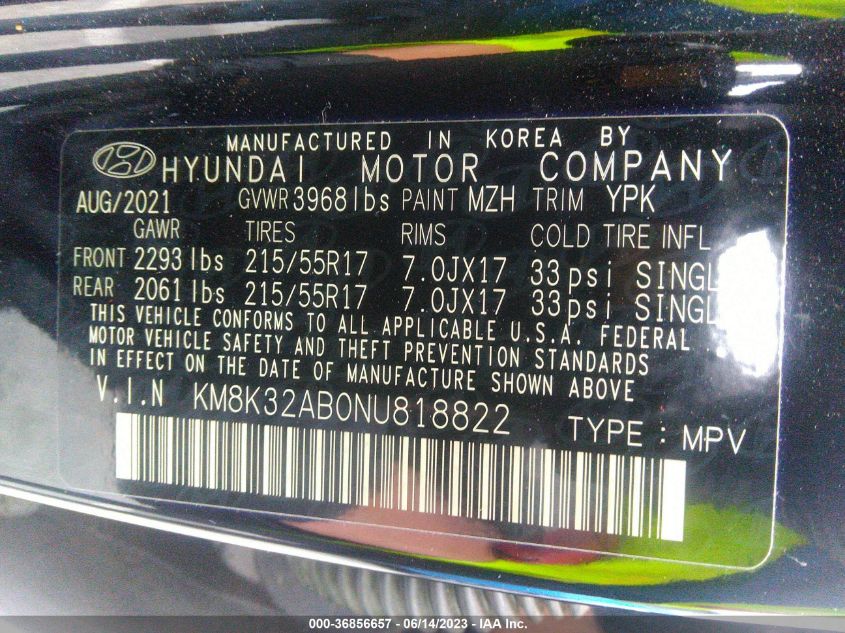 MANUFACTURED IN KOREA BY
HYUNDAI MOTOR COMPANY
AUG/2021 GVWR 3968 lbs PAINT MZH TRIM YPK
GAWR TIRES RIMS COLD TIRE INFL
FRONT 2293 lbs 215/55R17 7.0JX17 33psi SINGL
REAR 2061 lbs 215/55R17 7.0JX17 33psi SINGL
THIS VEHICLE CONFORMS TO ALL APPLICABLE U.S.A. FEDERAL
MOTOR VEHICLE SAFETY AND THEFT PREVENTION STANDARDS
IN EFFECT ON THE DATE OF MANUFACTURE SHOWN ABOVE
V.I.N KM8K32AB0NU818822
TYPE : MPV
000-36856657 - 06/14/2023 - IAA, Inc.